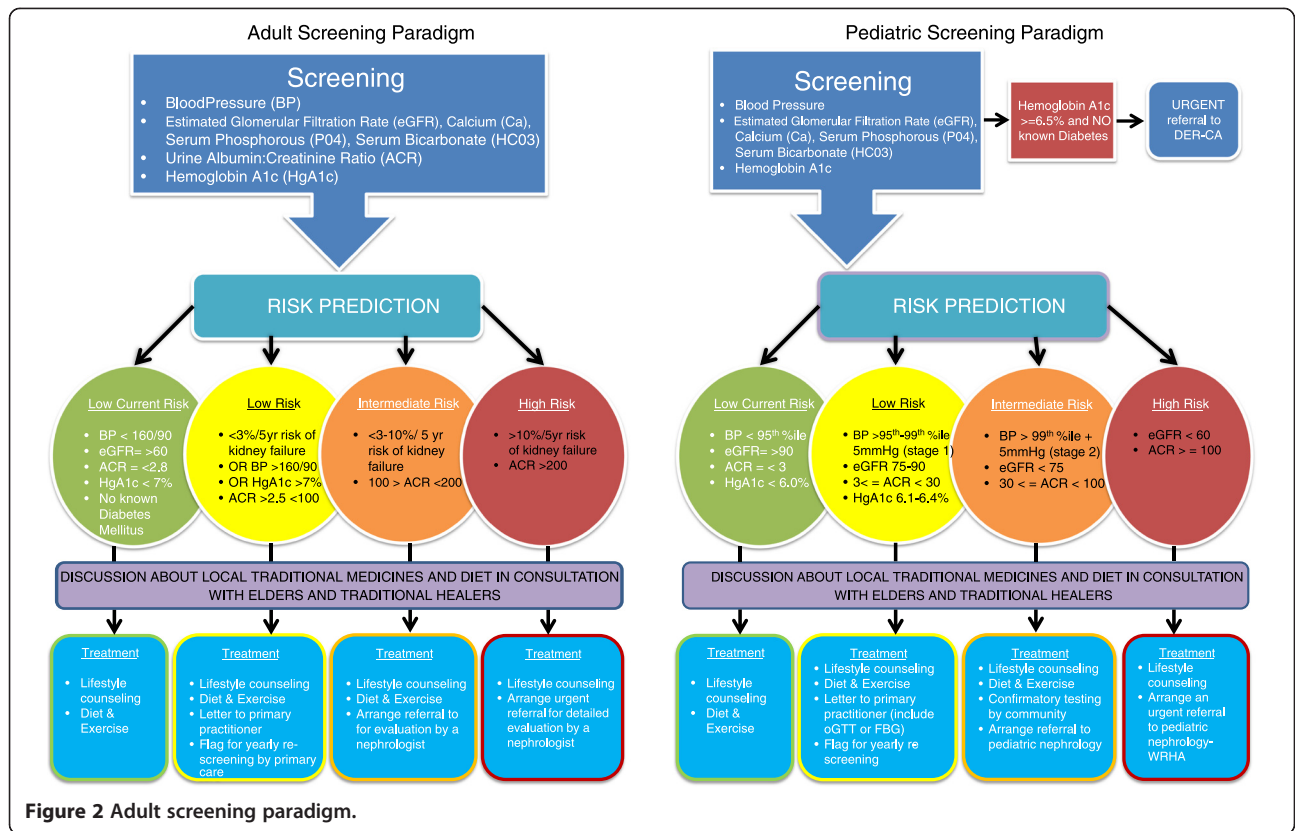 Adult Screening Paradigm
Screening
• BloodPressure (BP)
• Estimated Glomerular Filtration Rate (eGFR), Calcium (Ca),
Serum Phosphorous (P04), Serum Bicarbonate (HC03)
• Urine Albumin:Creatinine Ratio (ACR)
• Hemoglobin A1c (HgA1c)
RISK PREDICTION
Low Current Risk
• BP < 160/90
• eGFR= >60
• ACR = <2.8
• HgA1c < 7%
• No known
Diabetes
Mellitus
Low Risk
• <3%/5yr risk of
kidney failure
• OR BP >160/90
• OR HgA1c >7%
• ACR >2.5 <100
Intermediate Risk
• <3-10%/ 5 yr
risk of kidney
failure
• 100 > ACR <200
High Risk
• >10%/5yr risk
of kidney failure
• ACR >200
DISCUSSION ABOUT LOCAL TRADITIONAL MEDICINES AND DIET IN CONSULTATION
WITH ELDERS AND TRADITIONAL HEALERS
Treatment
• Lifestyle
counseling
• Diet &
Exercise
Treatment
• Lifestyle counseling
• Diet & Exercise
• Letter to primary
practitioner
• Flag for yearly re-
screening by primary
care
Treatment
• Lifestyle counseling
• Diet & Exercise
• Arrange referral to
for evaluation by a
nephrologist
Treatment
• Lifestyle counseling
• Arrange urgent
referral for detailed
evaluation by a
nephrologist
Pediatric Screening Paradigm
Screening
• Blood Pressure
• Estimated Glomerular Filtration Rate (eGFR),
Calcium (Ca), Serum Phosphorous (P04),
Serum Bicarbonate (HC03)
• Hemoglobin A1c
Hemoglobin A1c
>=6.5% and NO
known Diabetes
URGENT
referral to
DER-CA
RISK PREDICTION
Low Current Risk
• BP < 95th %ile
• eGFR= >90
• ACR = < 3
• HgA1c < 6.0%
Low Risk
• BP >95th-99th %ile
5mmHg (stage 1)
• eGFR 75-90
• 3< = ACR < 30
• HgA1c 6.1-6.4%
Intermediate Risk
• BP > 99th %ile +
5mmHg (stage 2)
• eGFR < 75
• 30 < = ACR < 100
High Risk
• eGFR < 60
• ACR > = 100
DISCUSSION ABOUT LOCAL TRADITIONAL MEDICINES AND DIET IN CONSULTATION
WITH ELDERS AND TRADITIONAL HEALERS
Treatment
• Lifestyle
counseling
• Diet &
Exercise
Treatment
• Lifestyle counseling
• Diet & Exercise
• Letter to primary
practitioner (include
oGTT or FBG)
• Flag for yearly re
screening
Treatment
• Lifestyle counseling
• Diet & Exercise
• Confirmatory testing
by community
• Arrange referral to
pediatric nephrology
Treatment
• Lifestyle
counseling
• Arrange an
urgent referral
to pediatric
nephrology-
WRHA
Figure 2 Adult screening paradigm.